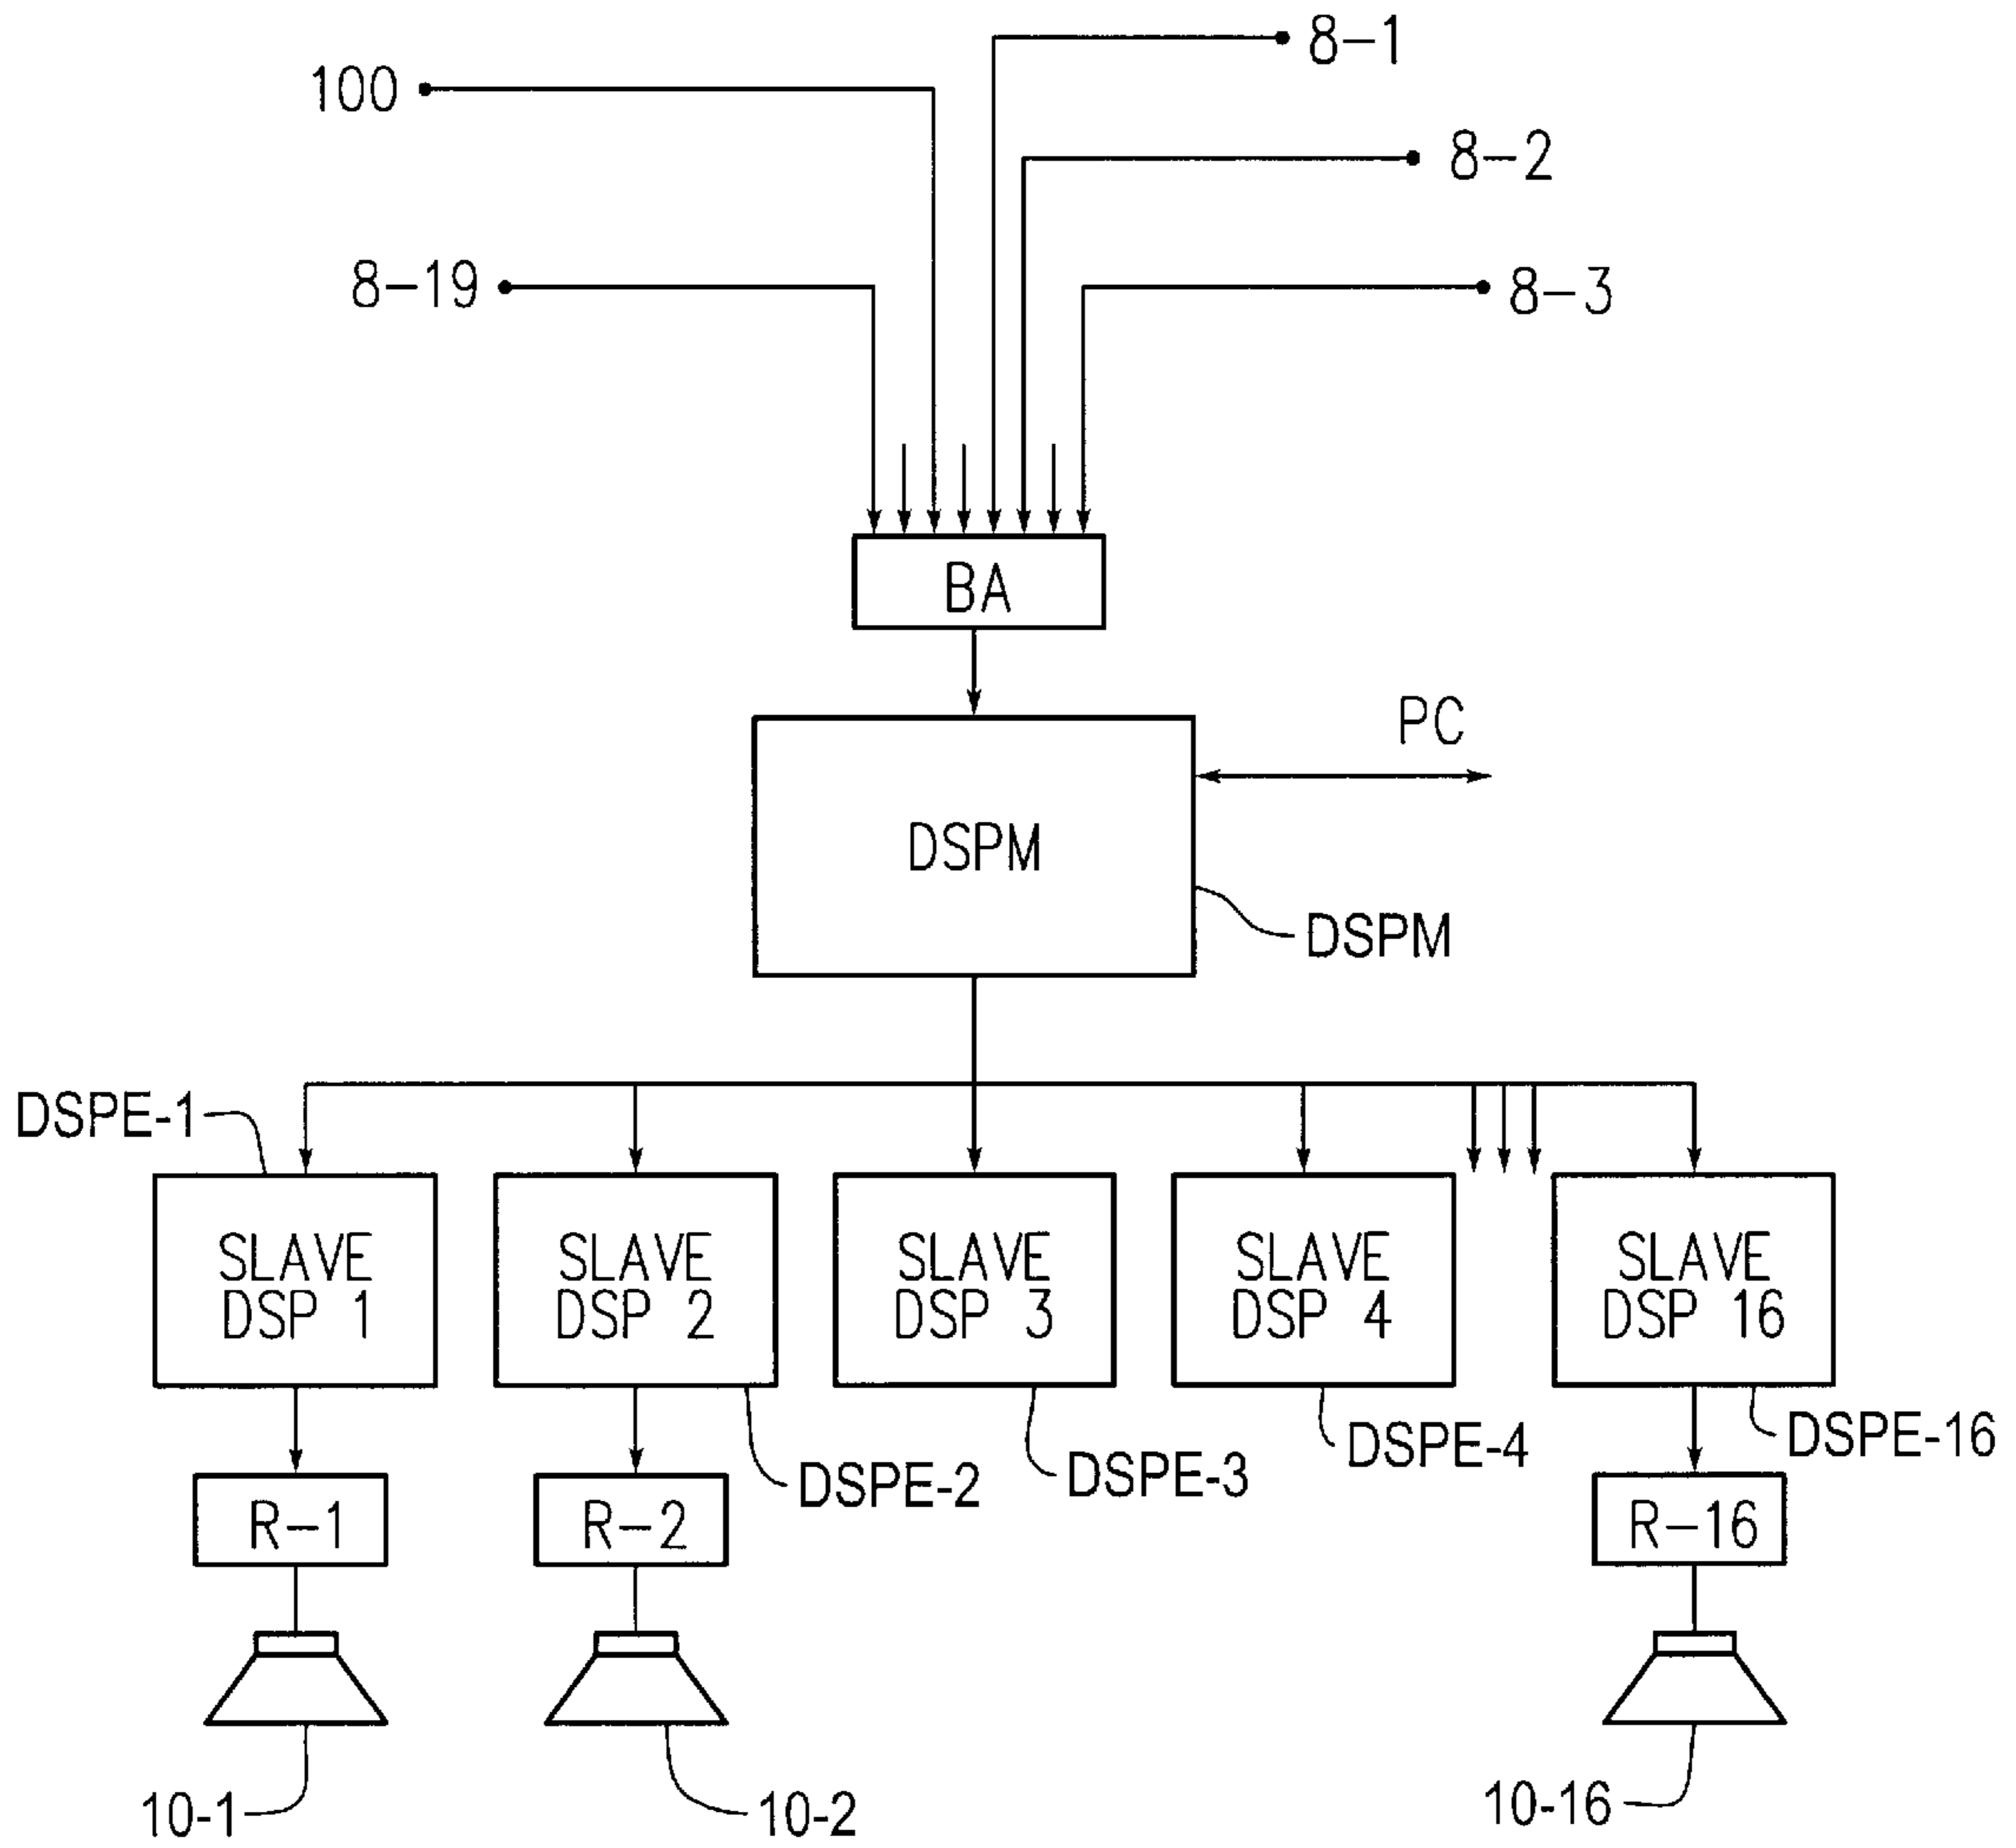 8-1
100
8-2
8-19
8-3
BA
PC
DSPM
DSPM
DSPE-1
SLAVE
DSP 1
SLAVE
DSP 2
SLAVE
DSP 3
SLAVE
DSP 4
SLAVE
DSP 16
DSPE-2
DSPE-3
DSPE-4
DSPE-16
R-1
R-2
R-16
10-1
10-2
10-16